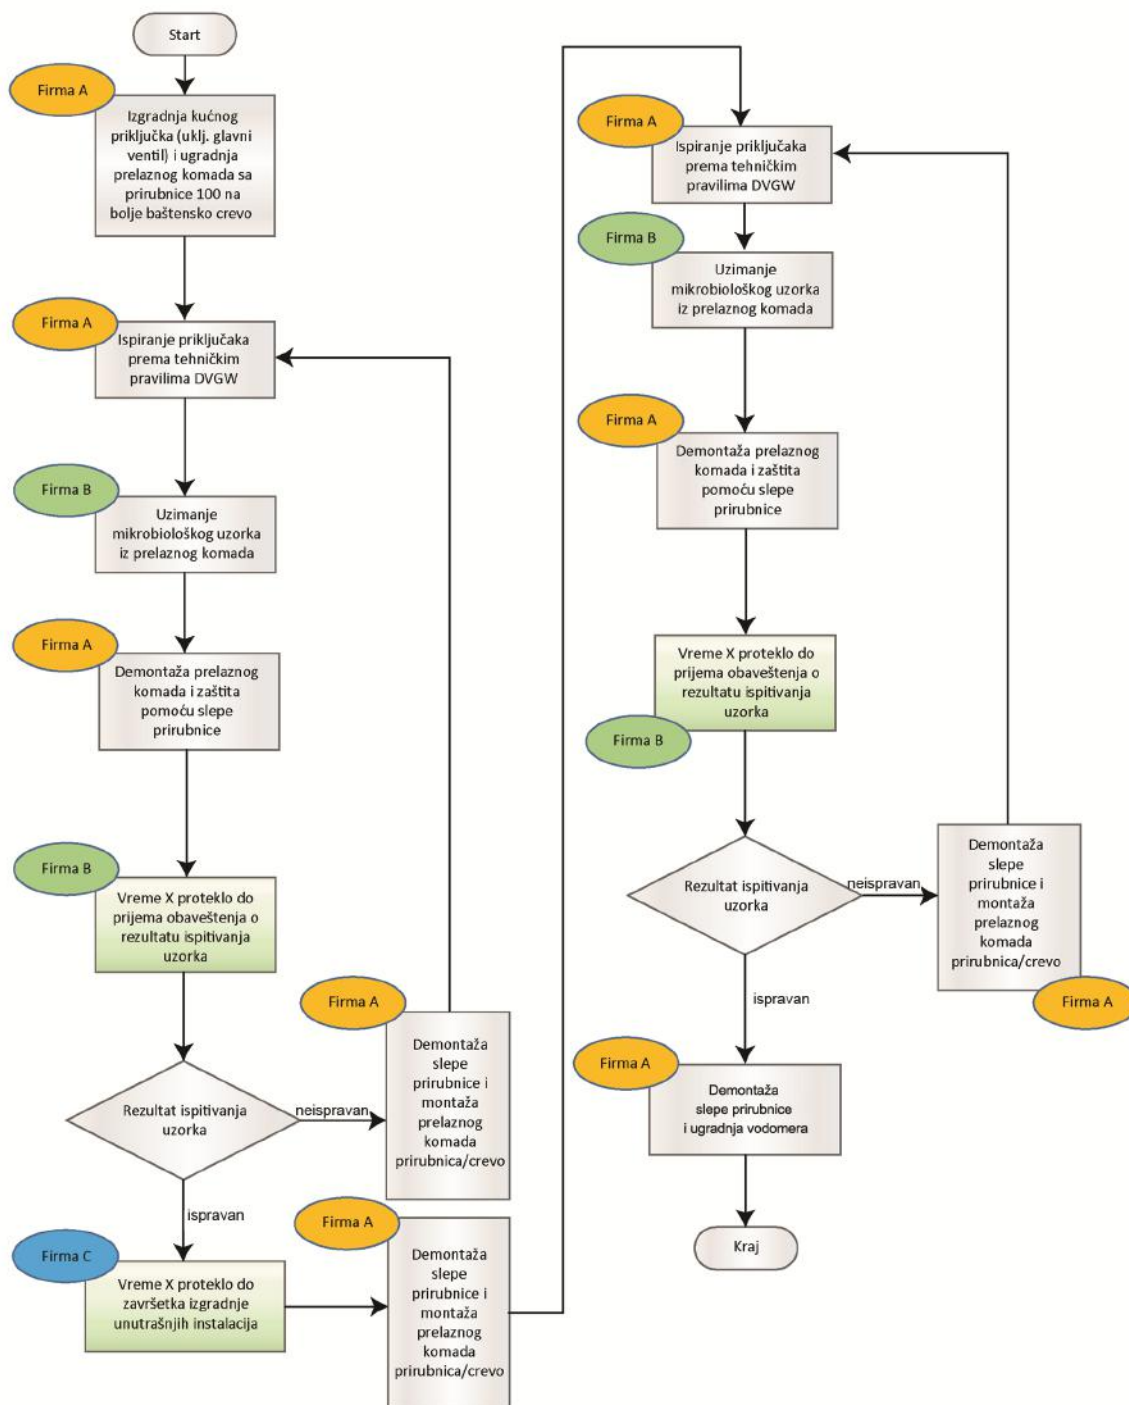 Start
Firma A
Izgradnja kućnog
priključka (uklj. glavni
ventil) i ugradnja
prelaznog komada sa
prirubnice 100 na
bolje baštensko crevo
Firma A
Ispiranje priključaka
prema tehničkim
pravilima DVGW
Firma B
Uzimanje
mikrobiološkog uzorka
iz prelaznog komada
Firma A
Demontaža prelaznog
komada i zaštita
pomoću slepe
prirubnice
Firma B
Vreme X proteklo do
prijema obaveštenja o
rezultatu ispitivanja
uzorka
Rezultat ispitivanja
uzorka
neispravan
Firma A
Demontaža
slepe
prirubnice i
montaža
prelaznog
komada
prirubnica/crevo
ispravan
Firma C
Vreme X proteklo do
završetka izgradnje
unutrašnjih instalacija
Firma A
Demontaža
slepe
prirubnice i
montaža
prelaznog
komada
prirubnica/crevo
Firma A
Ispiranje priključaka
prema tehničkim
pravilima DVGW
Firma B
Uzimanje
mikrobiološkog uzorka
iz prelaznog komada
Firma A
Demontaža prelaznog
komada i zaštita
pomoću slepe
prirubnice
Vreme X proteklo do
prijema obaveštenja o
rezultatu ispitivanja
uzorka
Firma B
Rezultat ispitivanja
uzorka
neispravan
Demontaža
slepe
prirubnice i
montaža
prelaznog
komada
prirubnica/crevo
Firma A
ispravan
Firma A
Demontaža
slepe prirubnice
i ugradnja vodomera
Kraj